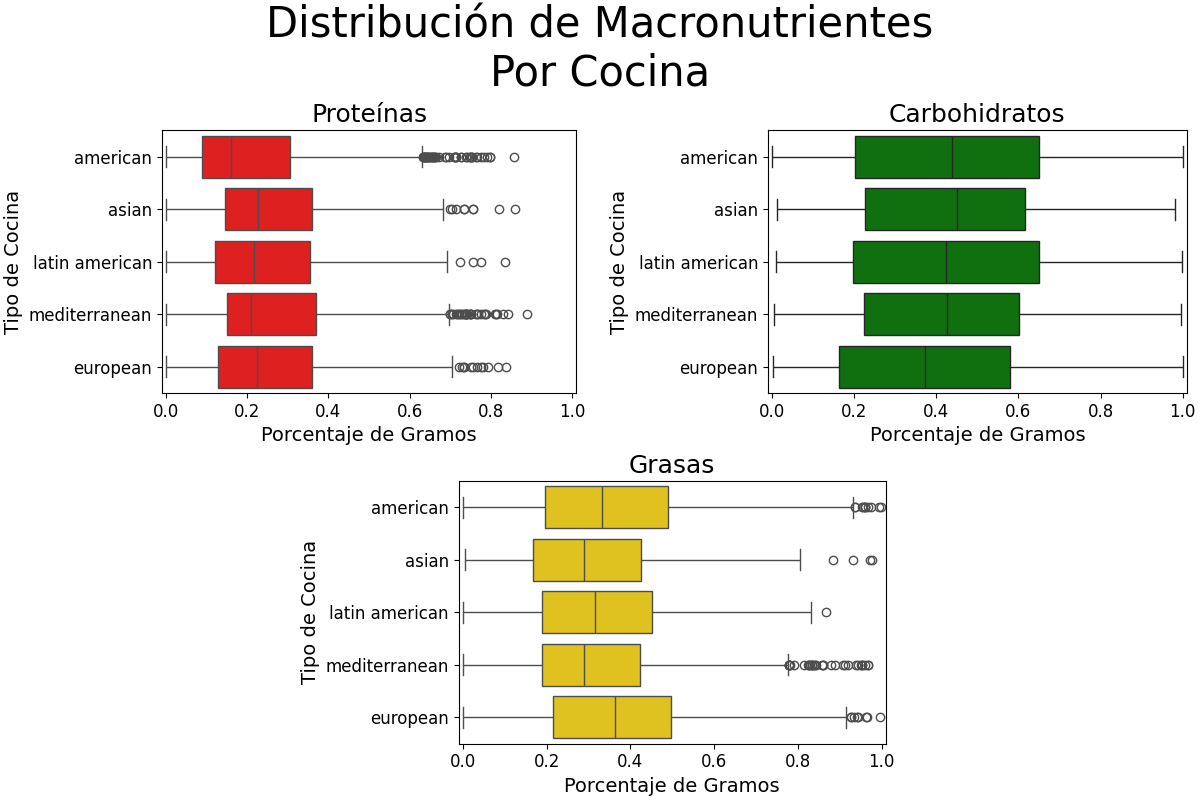 Distribución de Macronutrientes
Por Cocina
Proteínas
Tipo de Cocina
american
asian
latin american
mediterranean
european
0.0 0.2 0.4 0.6 0.8 1.0
Porcentaje de Gramos
Carbohidratos
Tipo de Cocina
american
asian
latin american
mediterranean
european
0.0 0.2 0.4 0.6 0.8 1.0
Porcentaje de Gramos
Grasas
Tipo de Cocina
american
asian
latin american
mediterranean
european
0.0 0.2 0.4 0.6 0.8 1.0
Porcentaje de Gramos